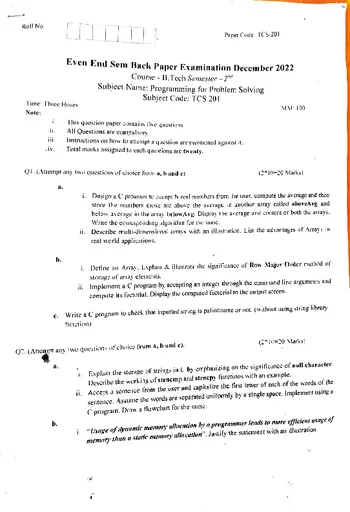 Roll No.
Paper Code TCS-201
Even End Sem Back Paper Examination December 2022
Course - B.Tech Semester – 2nd
Subject Name: Programming for Problem Solving
Subject Code: TCS 201
Time: Three Hours
MM: 100
Note:
i. This question paper contains five questions
ii. All Questions are compulsory.
iii. Instructions on how to attempt a question are mentioned against it.
iv. Total marks assigned to each questions are twenty.
Q1. (Attempt any two questions of choice from a, b and c) (2*10=20 Marks)
a.
i. Design a C program to accept N real numbers from the user, compute the average and then
store the numbers those are above the average in another array called aboveAvg and
below average in the array belowAvg. Display the average and content of both the arrays.
Write the corresponding algorithm for the same.
ii. Describe multi-dimensional arrays with an illustration. List the advantages of Arrays in
real world applications.
b.
i. Define an Array. Explain & illustrate the significance of Row Major Order method of
storage of array elements.
ii. Implement a C program by accepting an integer through the command line arguments and
compute its factorial. Display the computed factorial to the output screen.
c. Write a C program to check that inputted string is palindrome or not. (without using string library
function)
Q2. (Attempt any two questions of choice from a, b and c). (2*10=20 Marks)
a.
i. Explain the storage of strings in C by emphasizing on the significance of null character.
Describe the working of strncmp and strncpy functions with an example.
ii. Accept a sentence from the user and capitalize the first letter of each of the words of the
sentence. Assume the words are separated uniformly by a single space. Implement using a
C program. Draw a flowchart for the same.
b.
i. "Usage of dynamic memory allocation by a programmer leads to more efficient usage of
memory than a static memory allocation". Justify the statement with an illustration